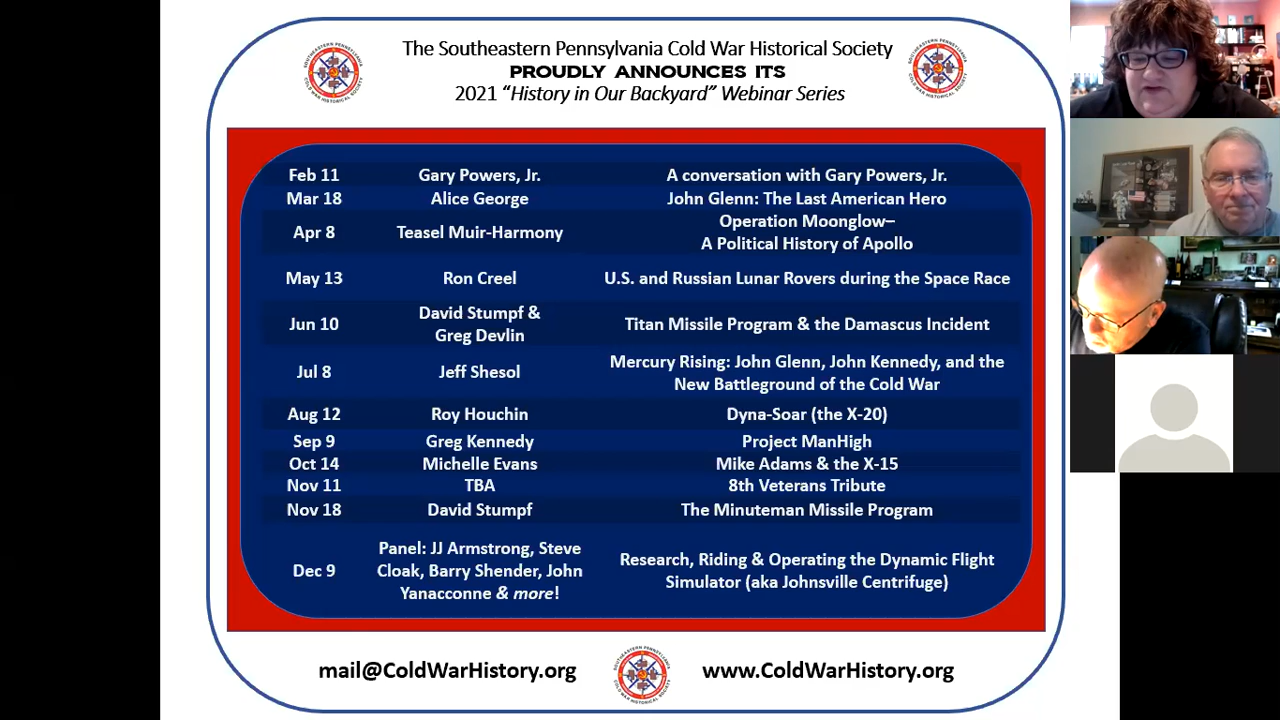 The Southeastern Pennsylvania Cold War Historical Society
PROUDLY ANNOUNCES ITS
2021 “History in Our Backyard” Webinar Series
Feb 11 Gary Powers, Jr. A conversation with Gary Powers, Jr.
Mar 18 Alice George John Glenn: The Last American Hero
Apr 8 Teasel Muir-Harmony Operation Moonglow–
A Political History of Apollo
May 13 Ron Creel U.S. and Russian Lunar Rovers during the Space Race
Jun 10 David Stumpf &
Greg Devlin Titan Missile Program & the Damascus Incident
Jul 8 Jeff Shesol Mercury Rising: John Glenn, John Kennedy, and the
New Battleground of the Cold War
Aug 12 Roy Houchin Dyna-Soar (the X-20)
Sep 9 Greg Kennedy Project ManHigh
Oct 14 Michelle Evans Mike Adams & the X-15
Nov 11 TBA 8th Veterans Tribute
Nov 18 David Stumpf The Minuteman Missile Program
Dec 9 Panel: JJ Armstrong, Steve
Cloak, Barry Shender, John
Yanacconne & more!
Research, Riding & Operating the Dynamic Flight
Simulator (aka Johnsville Centrifuge)
mail@ColdWarHistory.org
SOUTHEASTERN PENNSYLVANIA
COLD WAR HISTORICAL SOCIETY
www.ColdWarHistory.org